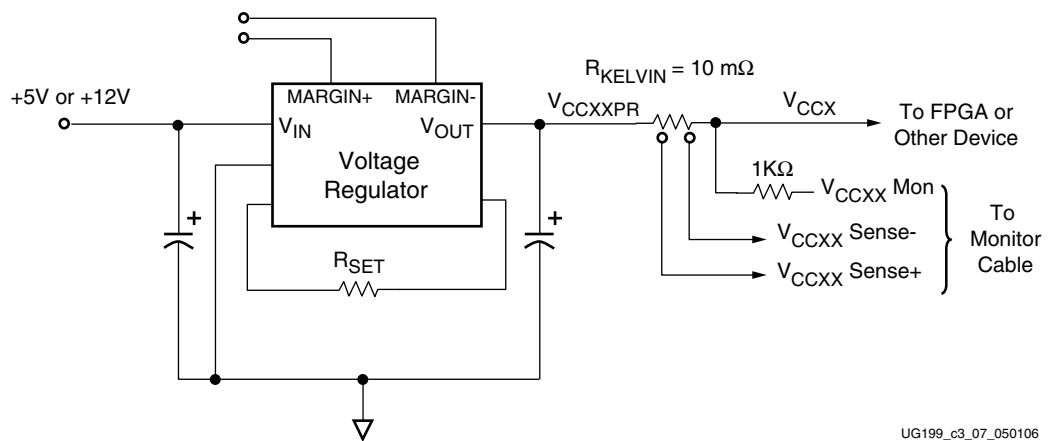 R_KELVIN = 10 mΩ
+5V or +12V
MARGIN+ MARGIN-
V_CCXXPR
V_CCX
To FPGA or
Other Device
V_IN
V_OUT
Voltage
Regulator
1KΩ
V_CCXX Mon
V_CCXX Sense-
V_CCXX Sense+
To
Monitor
Cable
+
+
R_SET
UG199_c3_07_050106